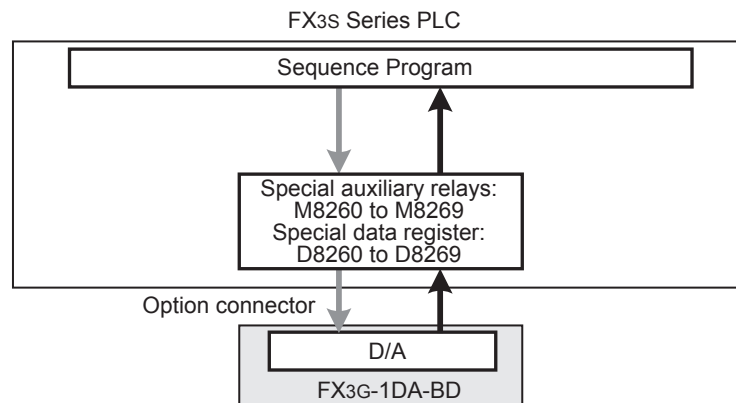 FX3S Series PLC
Sequence Program
Special auxiliary relays:
M8260 to M8269
Special data register:
D8260 to D8269
Option connector
D/A
FX3G-1DA-BD